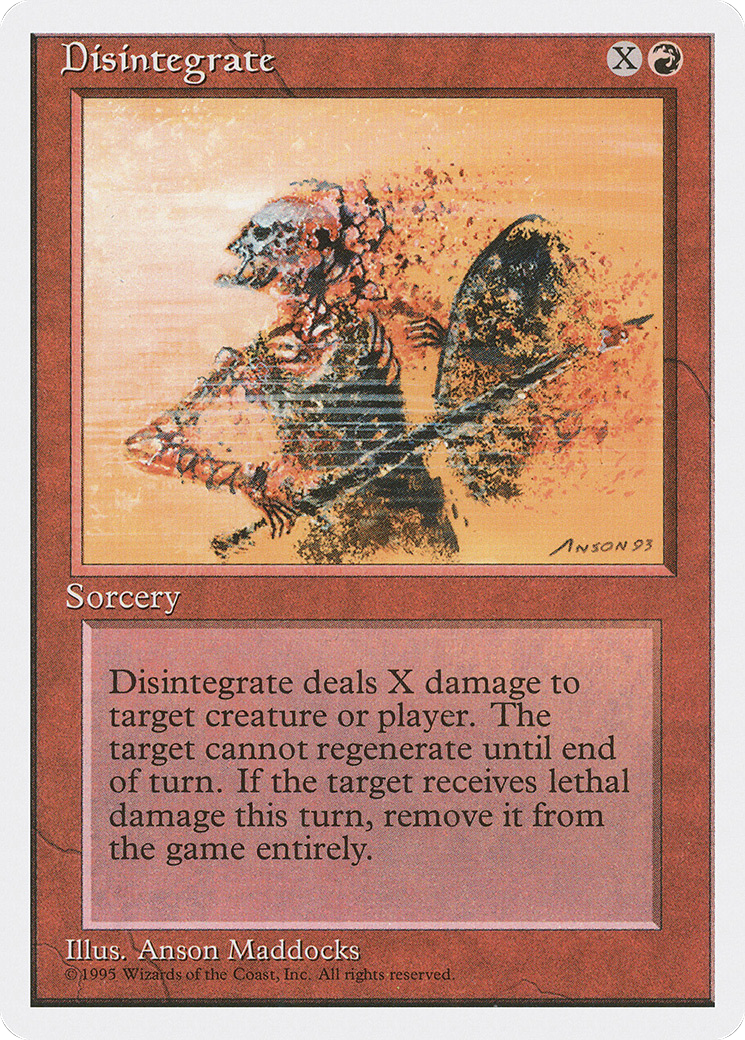 Disintegrate X
ANSON 93
Sorcery
Disintegrate deals X damage to
target creature or player. The
target cannot regenerate until end
of turn. If the target receives lethal
damage this turn, remove it from
the game entirely.
Illus. Anson Maddocks
©1995 Wizards of the Coast, Inc. All rights reserved.